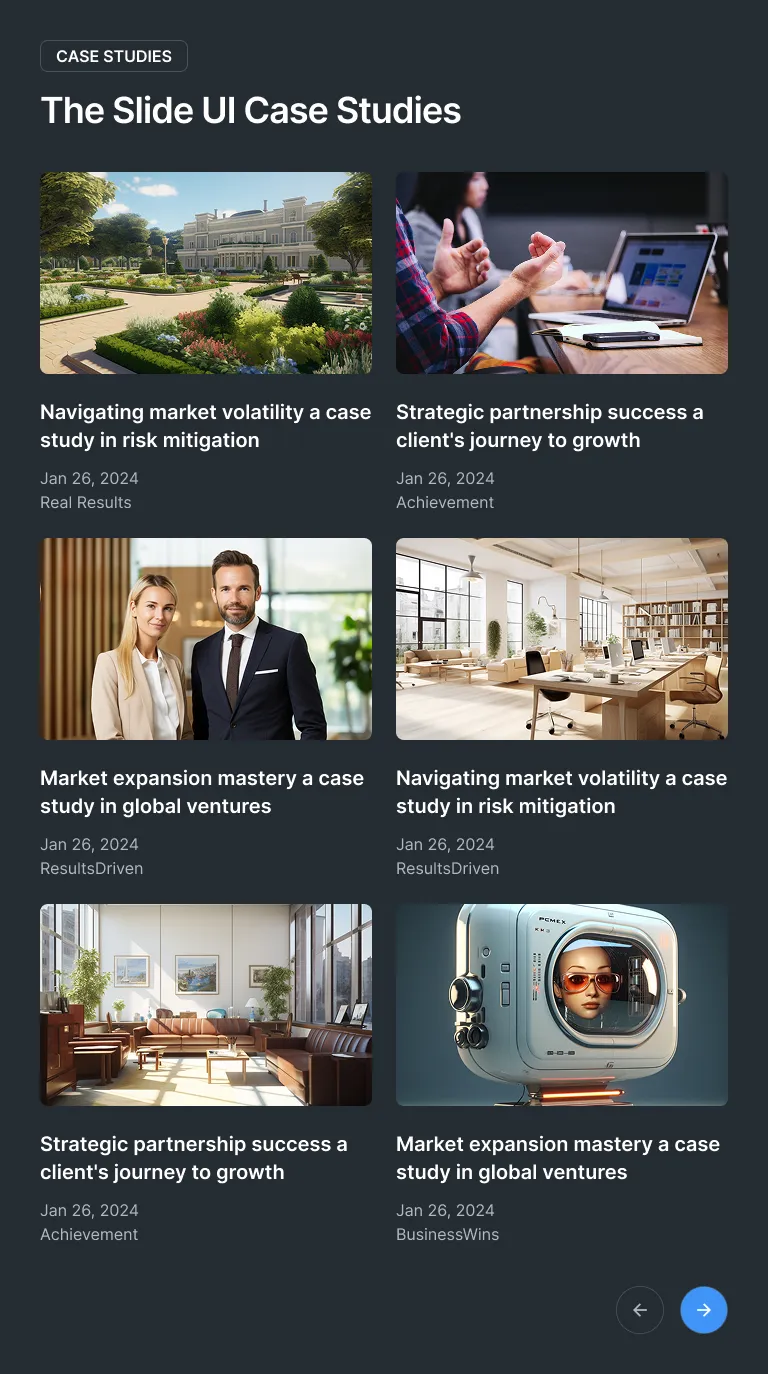 CASE STUDIES
The Slide UI Case Studies
Navigating market volatility a case
study in risk mitigation
Jan 26, 2024
Real Results
Strategic partnership success a
client's journey to growth
Jan 26, 2024
Achievement
Market expansion mastery a case
study in global ventures
Jan 26, 2024
ResultsDriven
Navigating market volatility a case
study in risk mitigation
Jan 26, 2024
ResultsDriven
PCMEX
Strategic partnership success a
client's journey to growth
Jan 26, 2024
Achievement
Market expansion mastery a case
study in global ventures
Jan 26, 2024
BusinessWins